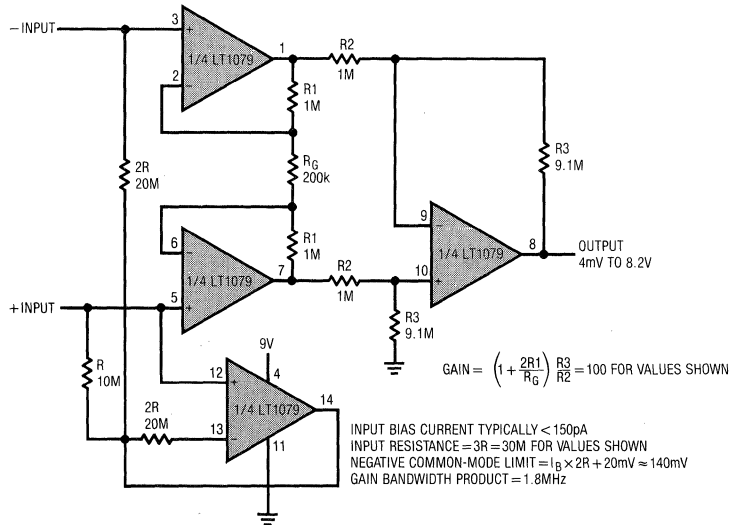 −INPUT
3
+
1/4 LT1079
1
2
−
R2
1M
R1
1M
RG
200k
2R
20M
R3
9.1M
6
−
R1
1M
1/4 LT1079
7
5
+
R2
1M
9
−
1/4 LT1079
8
10
+
OUTPUT
4mV TO 8.2V
+INPUT
R3
9.1M
R
10M
9V
4
12
+
1/4 LT1079
14
2R
20M
13
−
11
GAIN = (1 + 2R1/RG) R3/R2 = 100 FOR VALUES SHOWN
INPUT BIAS CURRENT TYPICALLY < 150pA
INPUT RESISTANCE = 3R = 30M FOR VALUES SHOWN
NEGATIVE COMMON-MODE LIMIT = IB × 2R + 20mV ≈ 140mV
GAIN BANDWIDTH PRODUCT = 1.8MHz